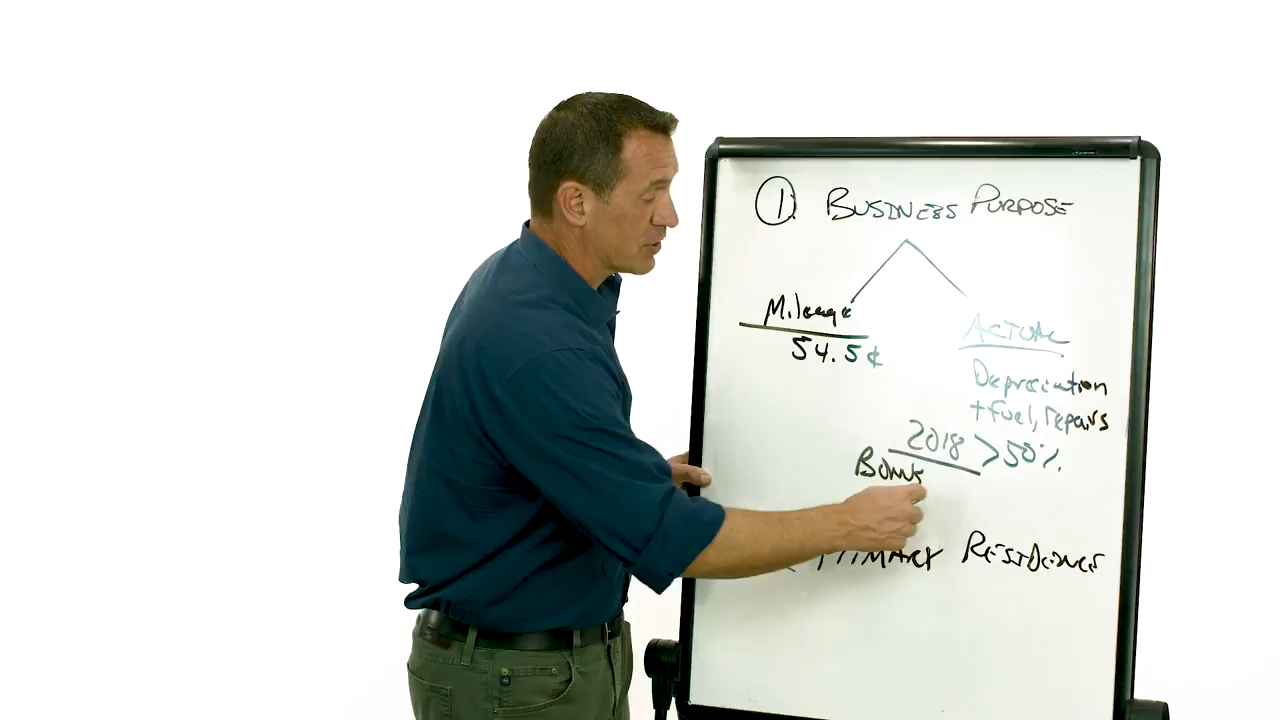 1. BUSINESS PURPOSE
Mileage
54.5¢
ACTUAL
Depreciation
+ fuel, repairs
2018 >50%
Bonus
PRIMARY RESIDENCE